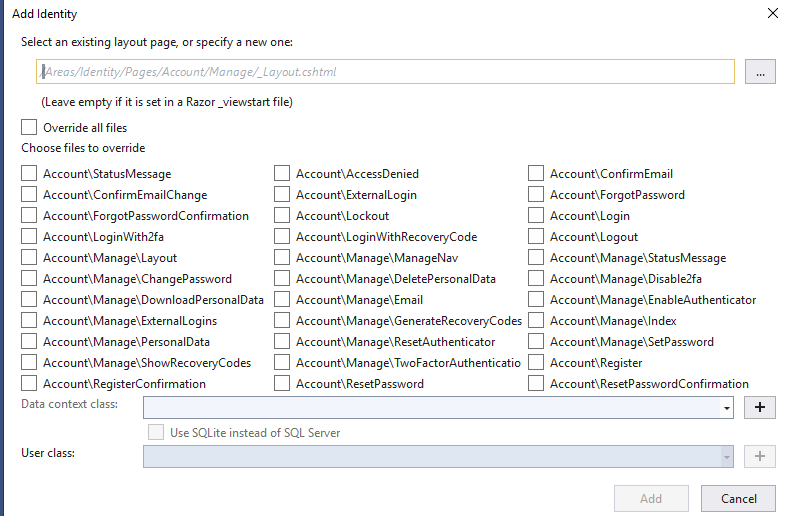 Add Identity
Select an existing layout page, or specify a new one:
/Areas/Identity/Pages/Account/Manage/_Layout.cshtml
...
(Leave empty if it is set in a Razor _viewstart file)
Override all files
Choose files to override
Account\StatusMessage Account\AccessDenied Account\ConfirmEmail
Account\ConfirmEmailChange Account\ExternalLogin Account\ForgotPassword
Account\ForgotPasswordConfirmation Account\Lockout Account\Login
Account\LoginWith2fa Account\LoginWithRecoveryCode Account\Logout
Account\Manage\Layout Account\Manage\ManageNav Account\Manage\StatusMessage
Account\Manage\ChangePassword Account\Manage\DeletePersonalData Account\Manage\Disable2fa
Account\Manage\DownloadPersonalData Account\Manage\Email Account\Manage\EnableAuthenticator
Account\Manage\ExternalLogins Account\Manage\GenerateRecoveryCodes Account\Manage\Index
Account\Manage\PersonalData Account\Manage\ResetAuthenticator Account\Manage\SetPassword
Account\Manage\ShowRecoveryCodes Account\Manage\TwoFactorAuthenticatio Account\Register
Account\RegisterConfirmation Account\ResetPassword Account\ResetPasswordConfirmation
Data context class:
Use SQLite instead of SQL Server
User class:
Add Cancel